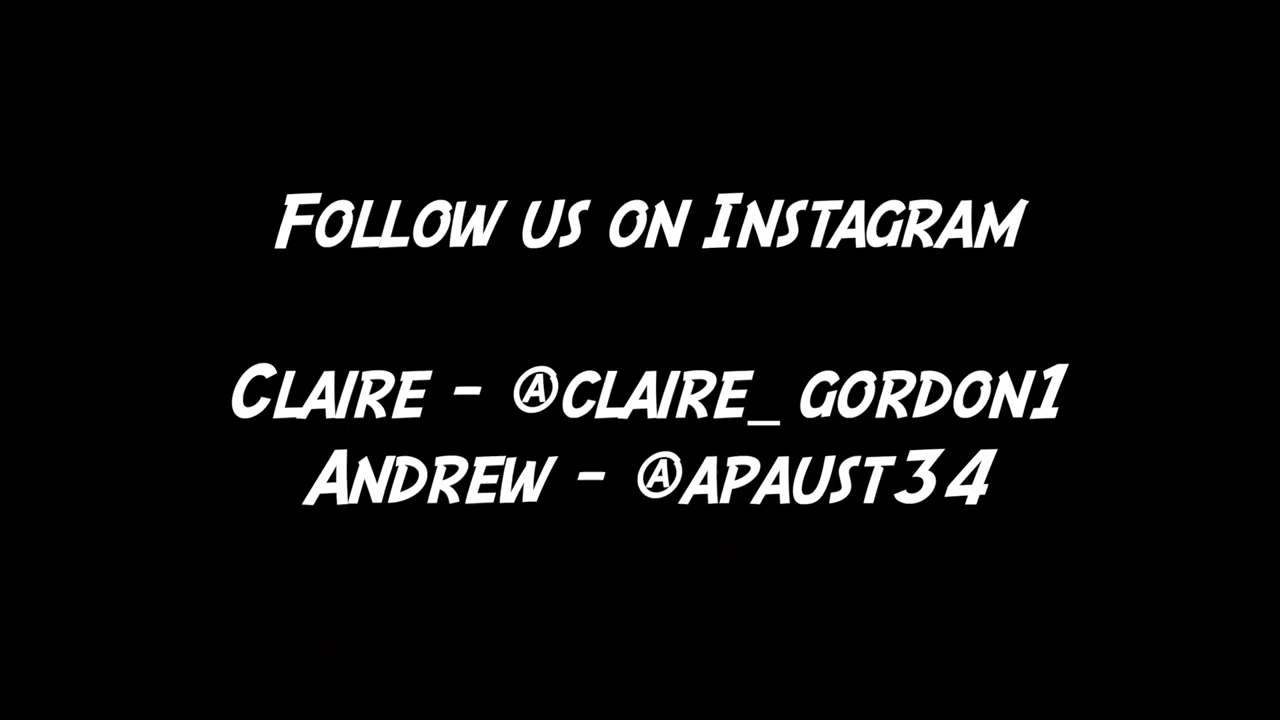 Follow us on Instagram
Claire - @claire_gordon1
Andrew - @apaust34